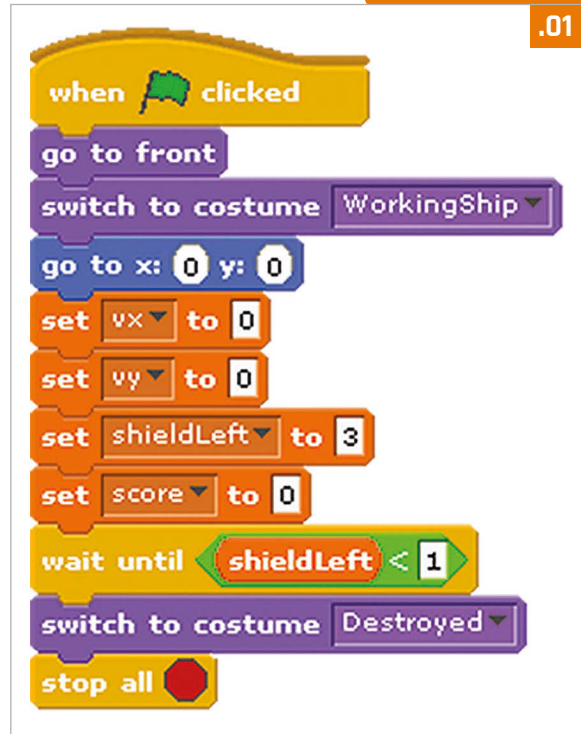 .01
when clicked
go to front
switch to costume WorkingShip
go to x: 0 y: 0
set vx to 0
set vy to 0
set shieldLeft to 3
set score to 0
wait until shieldLeft < 1
switch to costume Destroyed
stop all